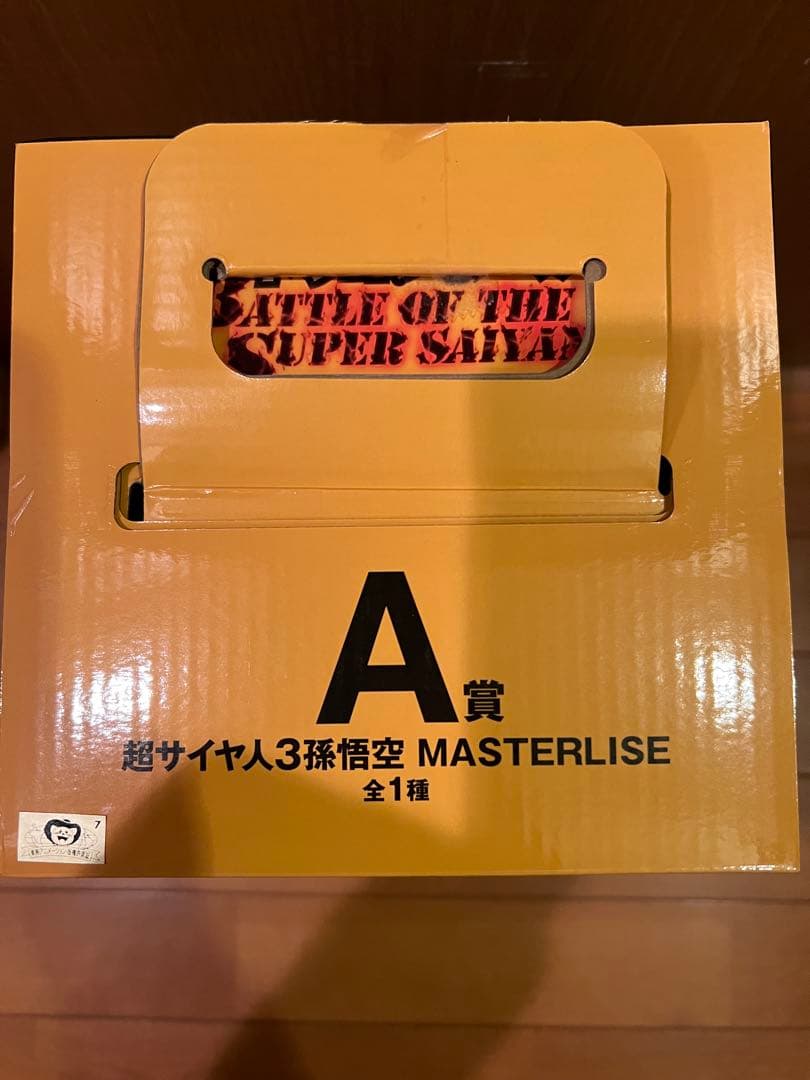 BATTLE OF THE
SUPER SAIYAN
A賞
超サイヤ人3孫悟空 MASTERLISE
全1種
7